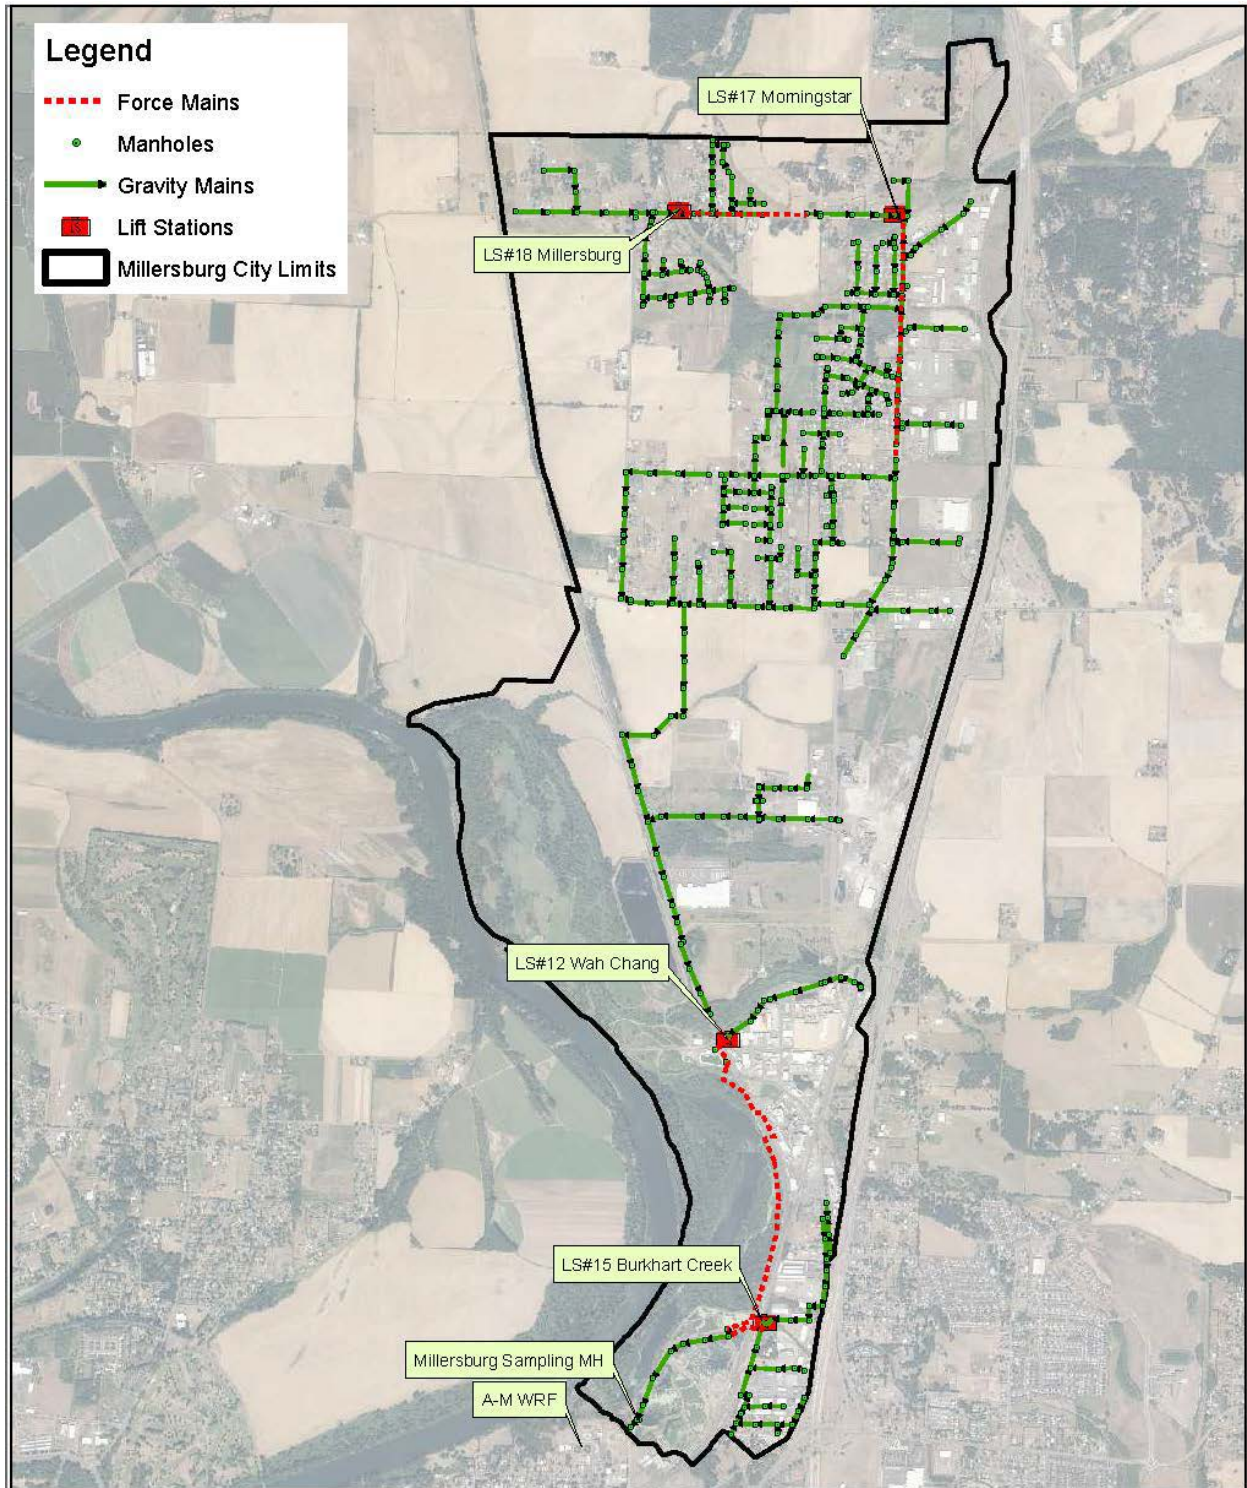 Legend
Force Mains
Manholes
Gravity Mains
LS
Lift Stations
Millersburg City Limits
LS#17 Morningstar
LS#18 Millersburg
LS#12 Wah Chang
LS#15 Burkhart Creek
Millersburg Sampling MH
A-M WRF